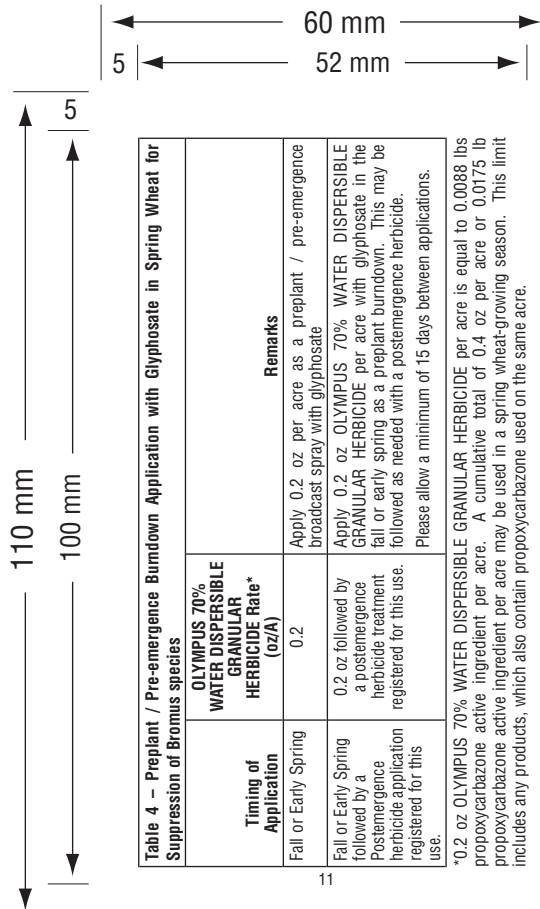 60 mm
5
52 mm
110 mm
5
100 mm
Table 4 – Preplant / Pre-emergence Burndown Application with Glyphosate in Spring Wheat for
Suppression of Bromus species
Timing of
Application
OLYMPUS 70%
WATER DISPERSIBLE
GRANULAR
HERBICIDE Rate*
(oz/A)
Remarks
Fall or Early Spring
0.2
Apply 0.2 oz per acre as a preplant / pre-emergence
broadcast spray with glyphosate
Fall or Early Spring
followed by a
Postemergence
herbicide application
registered for this
use.
0.2 oz followed by
a postemergence
herbicide treatment
registered for this use.
Apply 0.2 oz OLYMPUS 70% WATER DISPERSIBLE
GRANULAR HERBICIDE per acre with glyphosate in the
fall or early spring as a preplant burndown. This may be
followed as needed with a postemergence herbicide.
Please allow a minimum of 15 days between applications.
*0.2 oz OLYMPUS 70% WATER DISPERSIBLE GRANULAR HERBICIDE per acre is equal to 0.0088 lbs
propoxycarbazone active ingredient per acre. A cumulative total of 0.4 oz per acre or 0.0175 lb
propoxycarbazone active ingredient per acre may be used in a spring wheat-growing season. This limit
includes any products, which also contain propoxycarbazone used on the same acre.
11